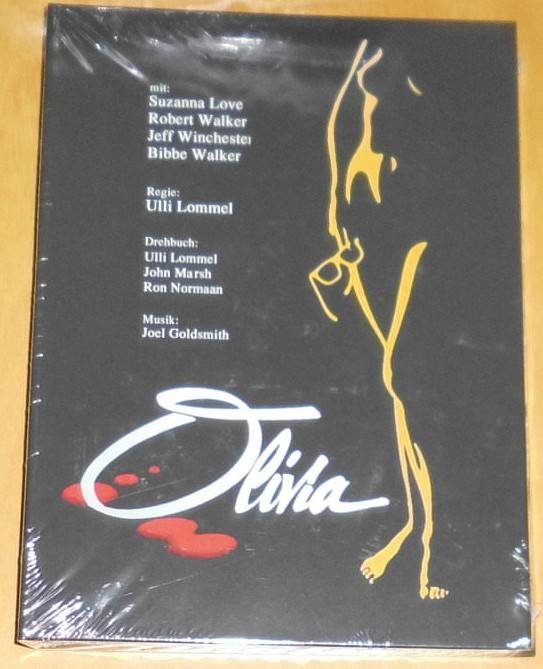 mit:
Suzanna Love
Robert Walker
Jeff Winchester
Bibbe Walker
Regie:
Ulli Lommel
Drehbuch:
Ulli Lommel
John Marsh
Ron Normaan
Musik:
Joel Goldsmith
Olivia